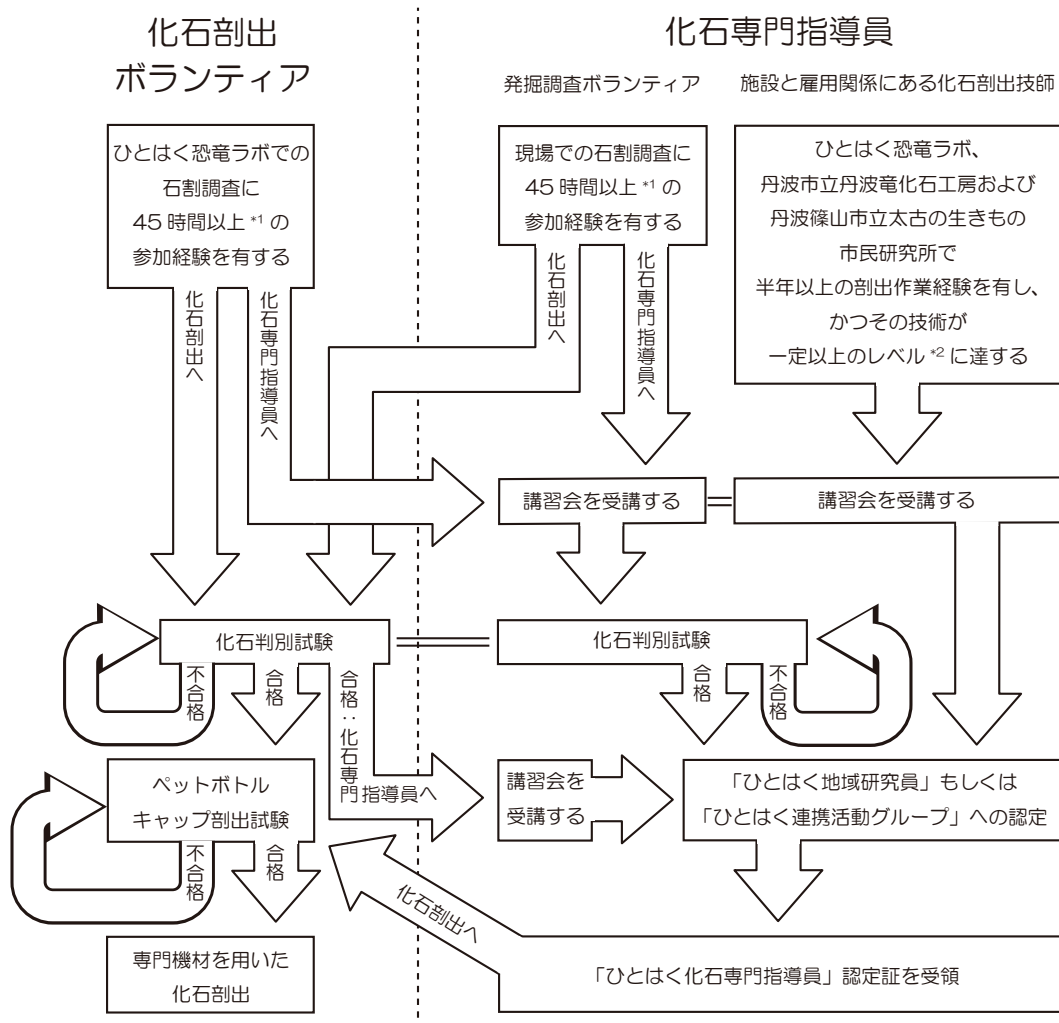 化石剖出
ボランティア
化石専門指導員
発掘調査ボランティア
施設と雇用関係にある化石剖出技師
ひとはく恐竜ラボでの
石割調査に
45 時間以上 *1 の
参加経験を有する
現場での石割調査に
45 時間以上 *1 の
参加経験を有する
ひとはく恐竜ラボ、
丹波市立丹波竜化石工房および
丹波篠山市立太古の生きもの
市民研究所で
半年以上の剖出作業経験を有し、
かつその技術が
一定以上のレベル *2 に達する
化石剖出へ
化石専門指導員へ
化石剖出へ
化石専門指導員へ
講習会を受講する
講習会を受講する
化石判別試験
化石判別試験
不合格
合格
合格：化石専門指導員へ
合格
不合格
ペットボトル
キャップ剖出試験
講習会を
受講する
「ひとはく地域研究員」もしくは
「ひとはく連携活動グループ」への認定
不合格
合格
化石剖出へ
専門機材を用いた
化石剖出
「ひとはく化石専門指導員」認定証を受領